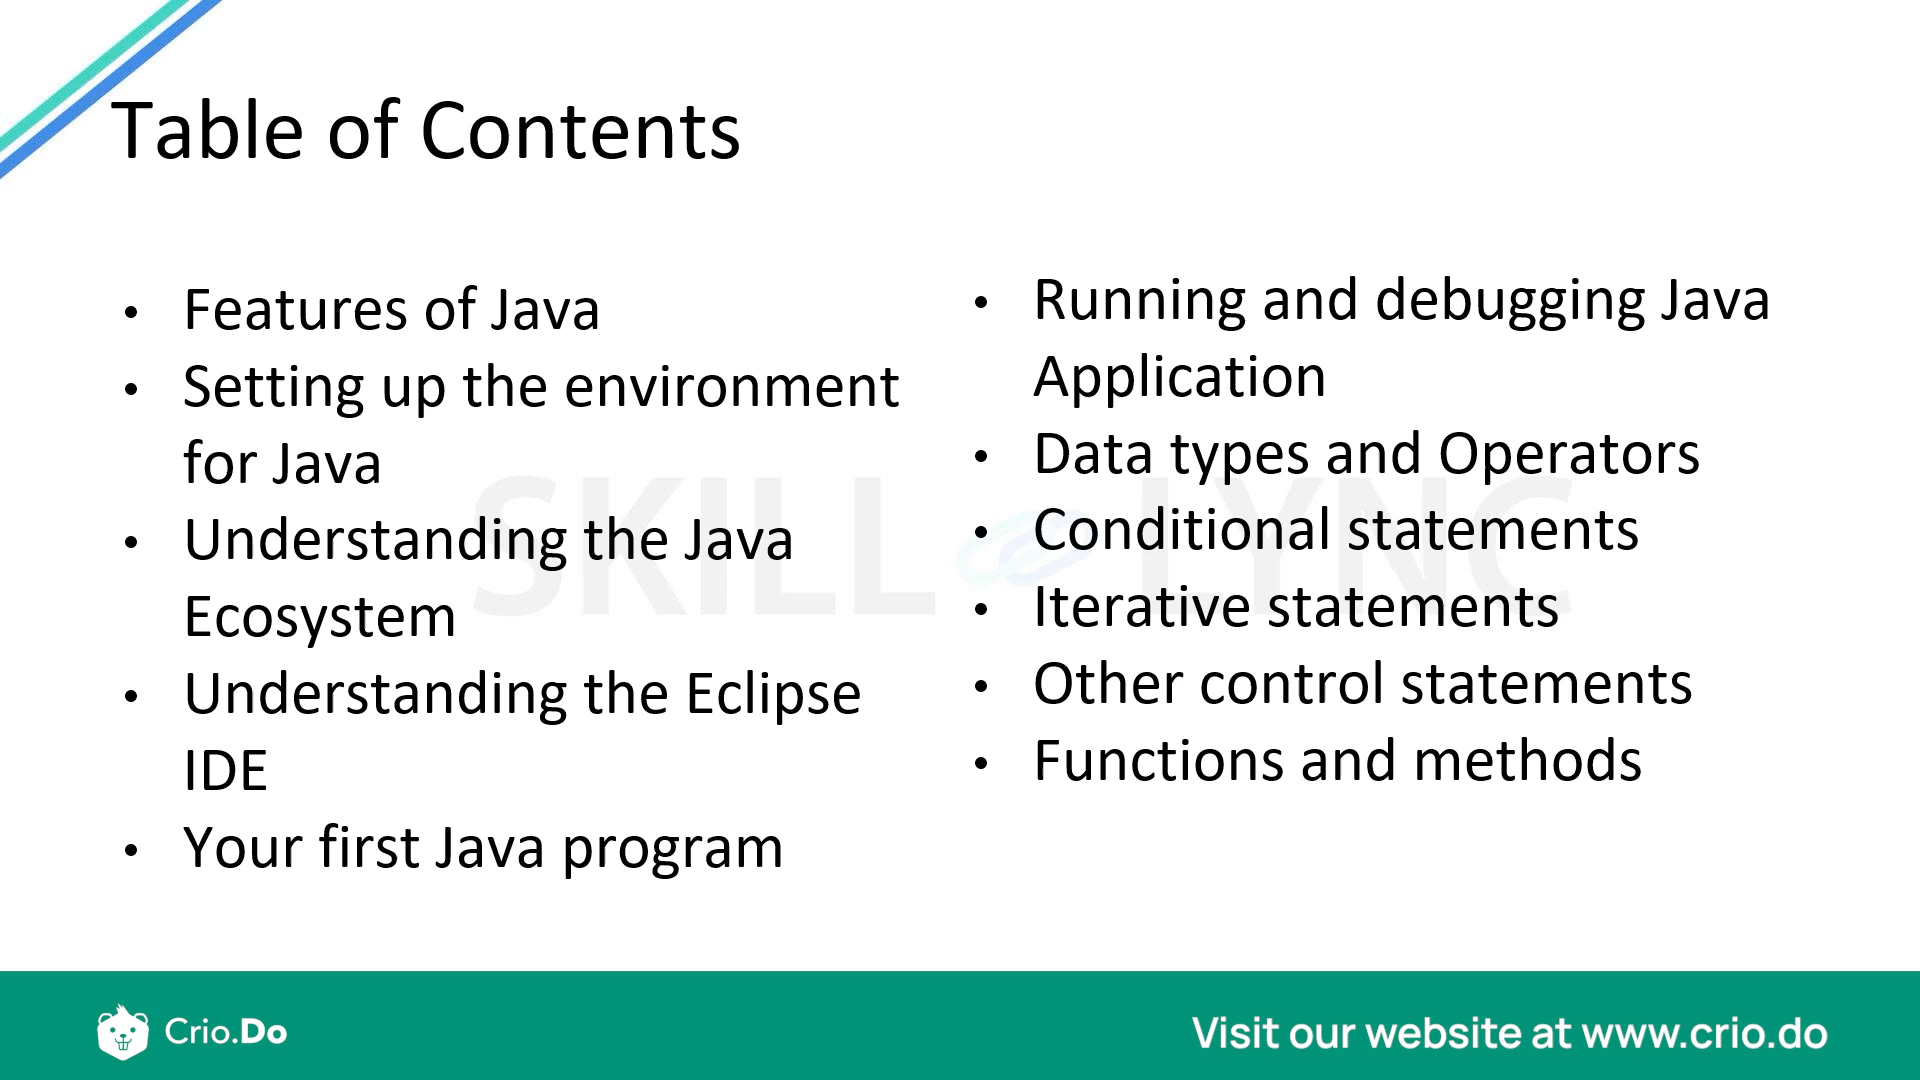 Table of Contents
• Features of Java
• Setting up the environment
for Java
• Understanding the Java
Ecosystem
• Understanding the Eclipse
IDE
• Your first Java program
• Running and debugging Java
Application
• Data types and Operators
• Conditional statements
• Iterative statements
• Other control statements
• Functions and methods
SKILL LYNC
Crio.Do
Visit our website at www.crio.do